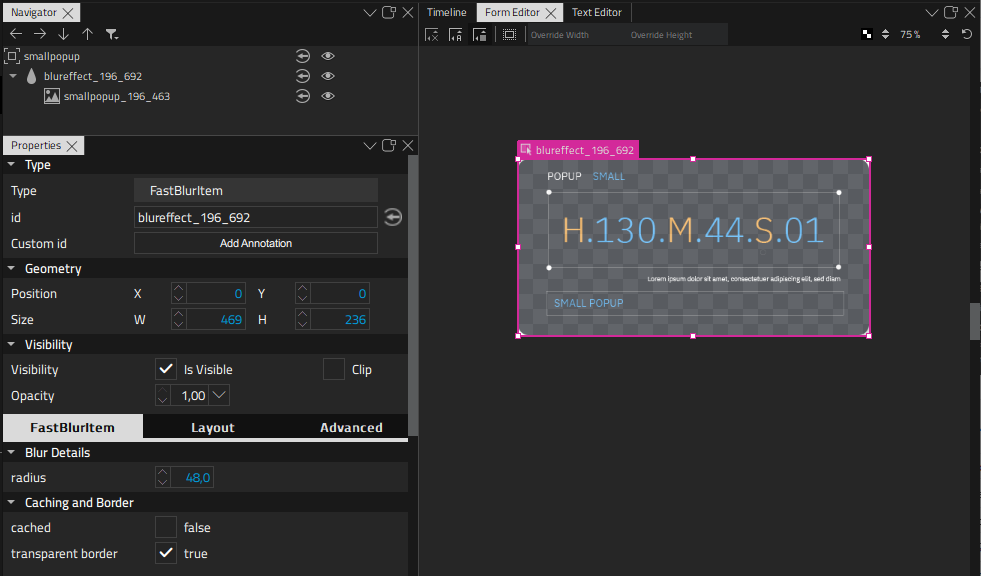 Navigator
smallpopup
blureffect_196_692
smallpopup_196_463
Properties
Type
Type FastBlurItem
id blureffect_196_692
Custom id Add Annotation
Geometry
Position X 0 Y 0
Size W 469 H 236
Visibility
Visibility Is Visible Clip
Opacity 1,00
FastBlurItem Layout Advanced
Blur Details
radius 48,0
Caching and Border
cached false
transparent border true
Timeline Form Editor Text Editor
Override Width Override Height 75 %
blureffect_196_692
POPUP SMALL
H.130.M.44.S.01
Lorem ipsum dolor sit amet, consectetuer adipiscing elit, sed diam
SMALL POPUP